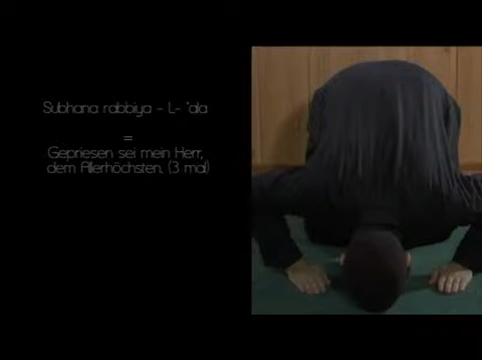 Subhana rabbiya - L- 'ala
=
Gepriesen sei mein Herr,
dem Allerhöchsten. (3 mal)